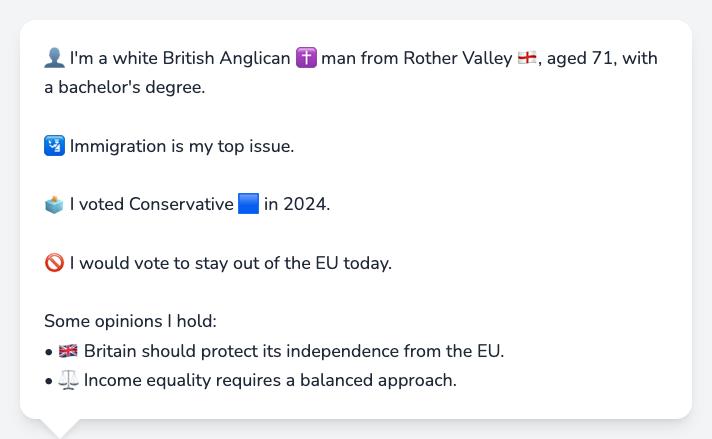 👤 I'm a white British Anglican ✝️ man from Rother Valley 🏴󠁧󠁢󠁥󠁮󠁧󠁿, aged 71, with
a bachelor's degree.
🛂 Immigration is my top issue.
🗳️ I voted Conservative 🟦 in 2024.
🚫 I would vote to stay out of the EU today.
Some opinions I hold:
• 🇬🇧 Britain should protect its independence from the EU.
• ⚖️ Income equality requires a balanced approach.